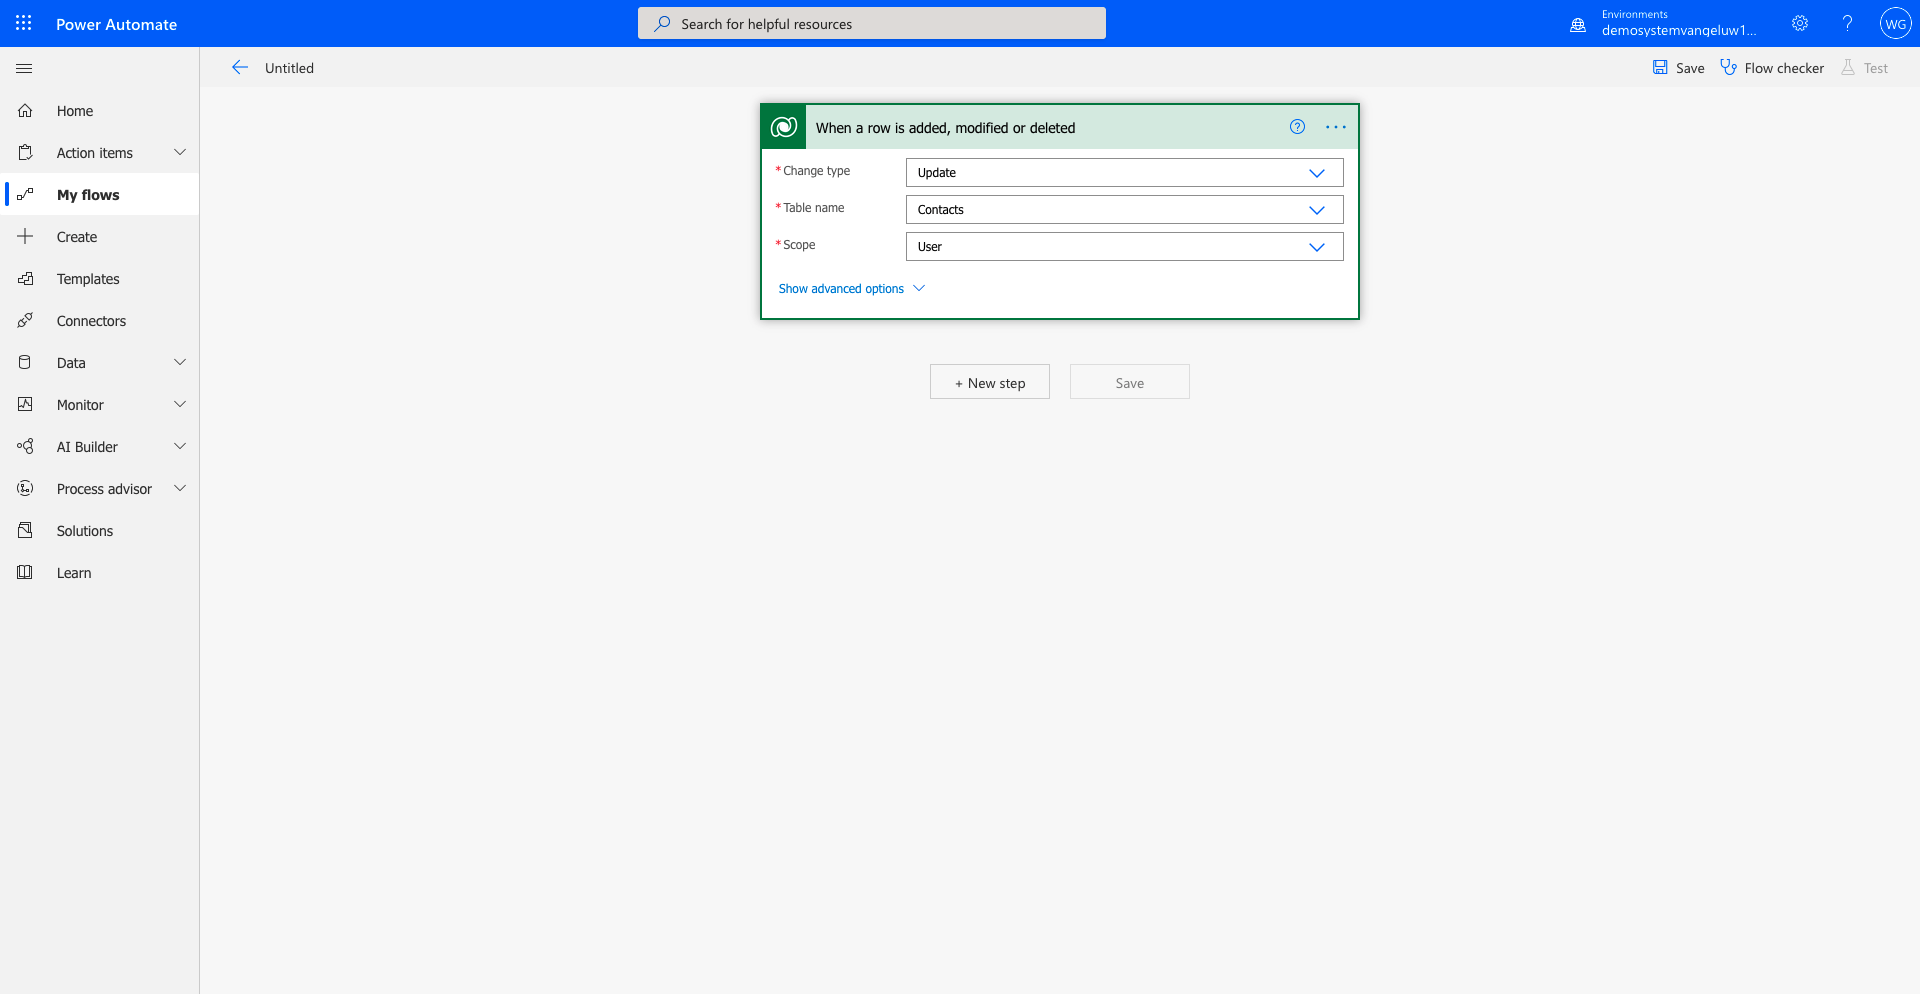 Power Automate
Search for helpful resources
Environments
demosystemvangeluw1...
WG
Untitled
Save
Flow checker
Test
Home
Action items
My flows
Create
Templates
Connectors
Data
Monitor
AI Builder
Process advisor
Solutions
Learn
When a row is added, modified or deleted
* Change type
Update
* Table name
Contacts
* Scope
User
Show advanced options
+ New step
Save